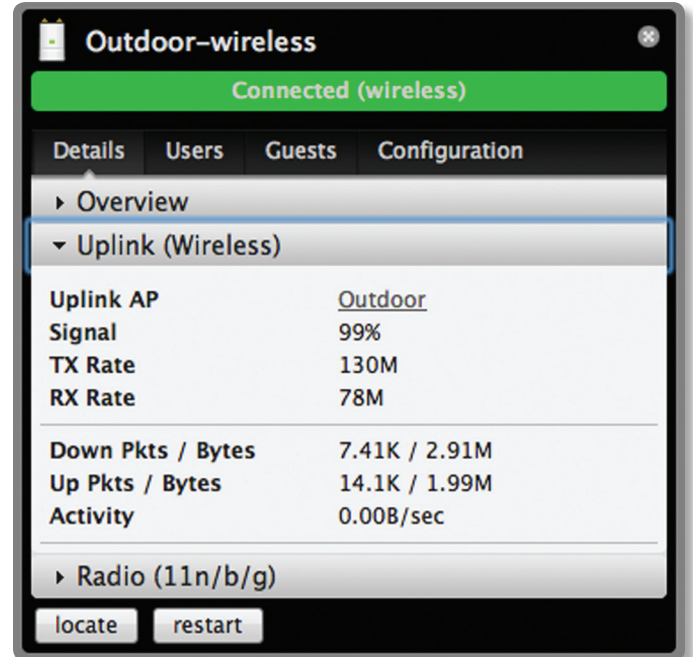 Outdoor-wireless
Connected (wireless)
Details Users Guests Configuration
Overview
Uplink (Wireless)
Uplink AP Outdoor
Signal 99%
TX Rate 130M
RX Rate 78M
Down Pkts / Bytes 7.41K / 2.91M
Up Pkts / Bytes 14.1K / 1.99M
Activity 0.00B/sec
Radio (11n/b/g)
locate restart